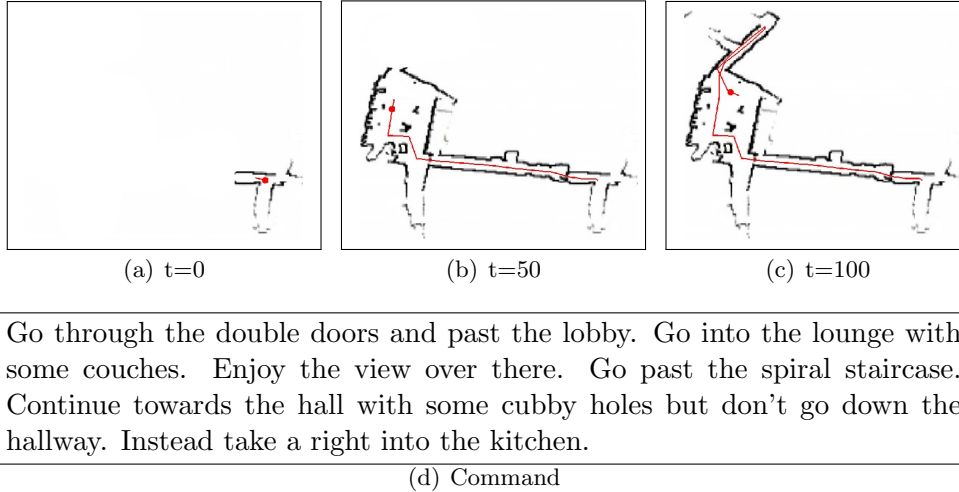 (a) t=0
(b) t=50
(c) t=100
Go through the double doors and past the lobby. Go into the lounge with
some couches. Enjoy the view over there. Go past the spiral staircase.
Continue towards the hall with some cubby holes but don't go down the
hallway. Instead take a right into the kitchen.
(d) Command